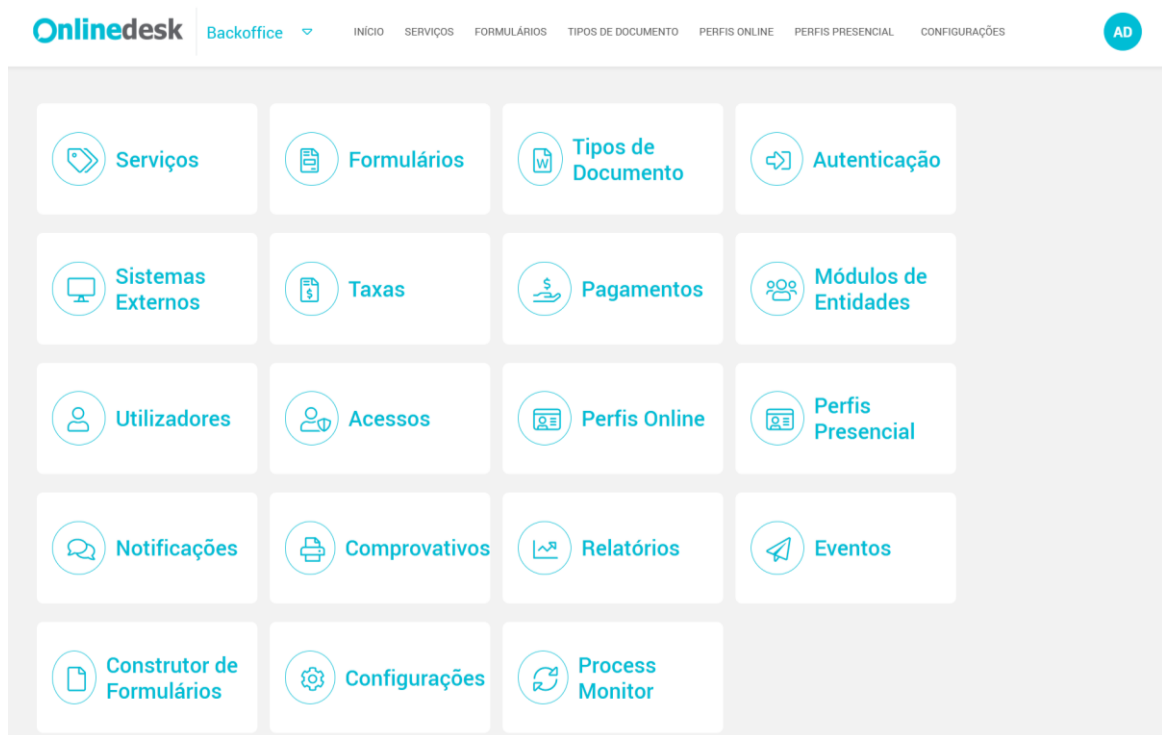 Onlinedesk
Backoffice
INÍCIO SERVIÇOS FORMULÁRIOS TIPOS DE DOCUMENTO PERFIS ONLINE PERFIS PRESENCIAL CONFIGURAÇÕES
AD
Serviços
Formulários
Tipos de
Documento
Autenticação
Sistemas
Externos
Taxas
Pagamentos
Módulos de
Entidades
Utilizadores
Acessos
Perfis Online
Perfis
Presencial
Notificações
Comprovativos
Relatórios
Eventos
Construtor de
Formulários
Configurações
Process
Monitor